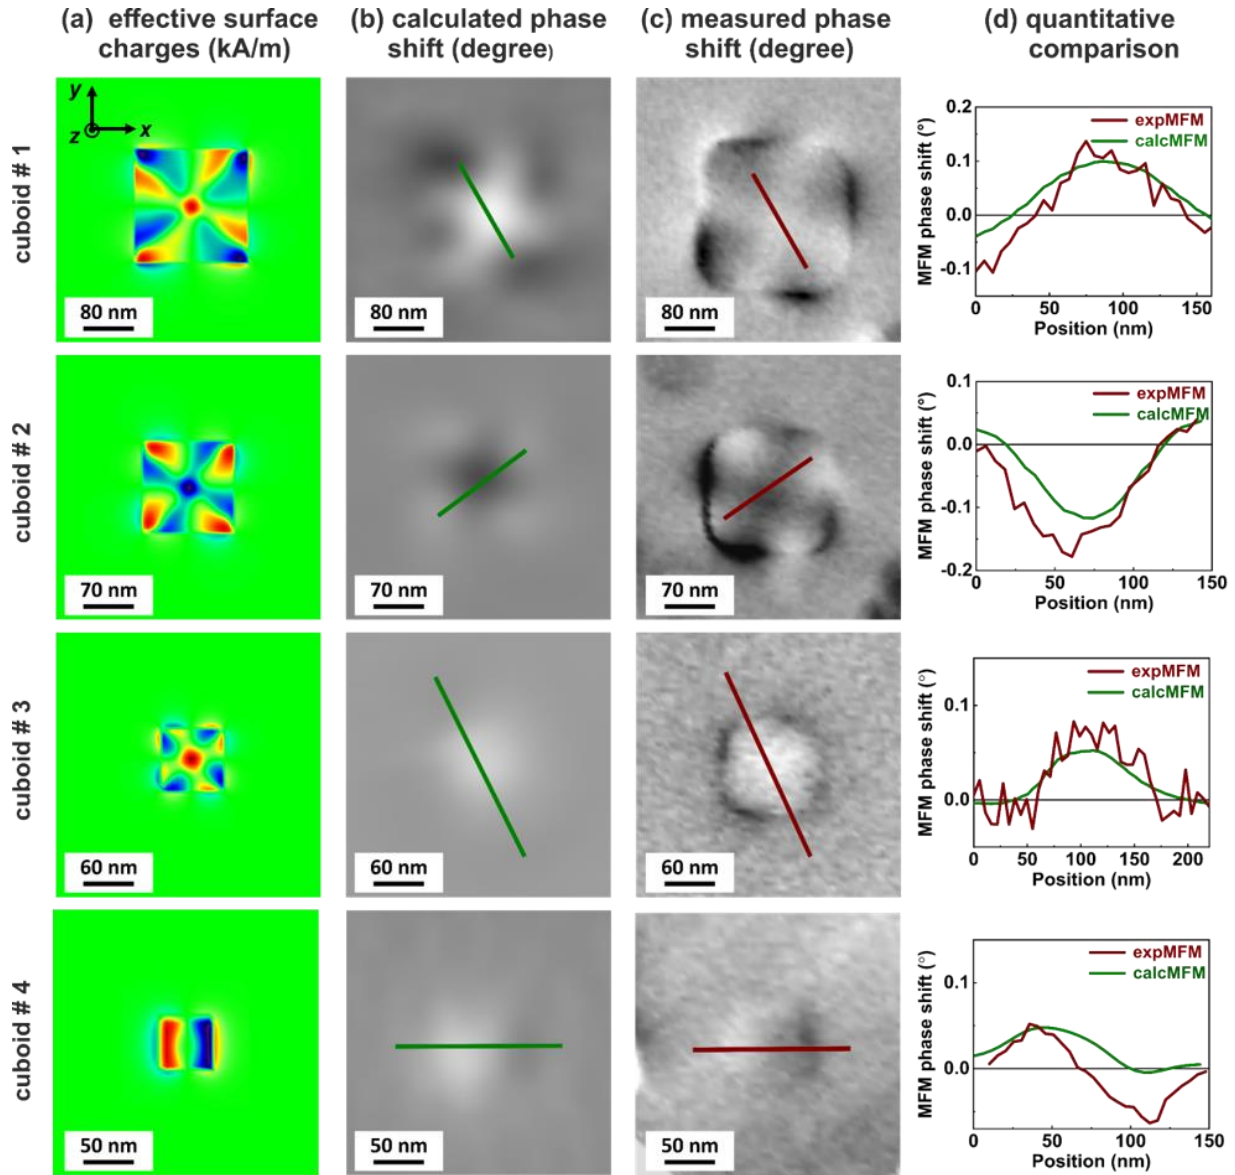 (a) effective surface
charges (kA/m)
(b) calculated phase
shift (degree)
(c) measured phase
shift (degree)
(d) quantitative
comparison
cuboid # 1
y
z
x
80 nm
80 nm
80 nm
MFM phase shift (°)
0.2
0.1
0.0
-0.1
expMFM
calcMFM
0 50 100 150
Position (nm)
cuboid # 2
70 nm
70 nm
70 nm
MFM phase shift (°)
0.1
0.0
-0.1
-0.2
expMFM
calcMFM
0 50 100 150
Position (nm)
cuboid # 3
60 nm
60 nm
60 nm
MFM phase shift (°)
0.1
0.0
expMFM
calcMFM
0 50 100 150 200
Position (nm)
cuboid # 4
50 nm
50 nm
50 nm
MFM phase shift (°)
0.1
0.0
expMFM
calcMFM
0 50 100 150
Position (nm)